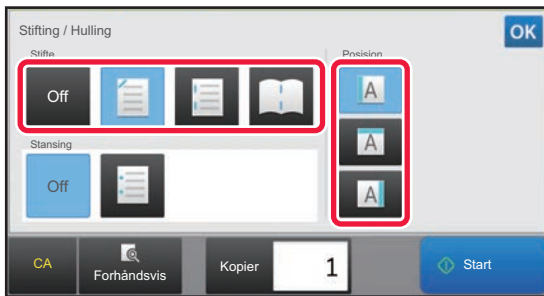 Stifting / Hulling
OK
Stifte
Posision
Off
A
A
A
Stansing
Off
CA
Forhåndsvis
Kopier
1
Start